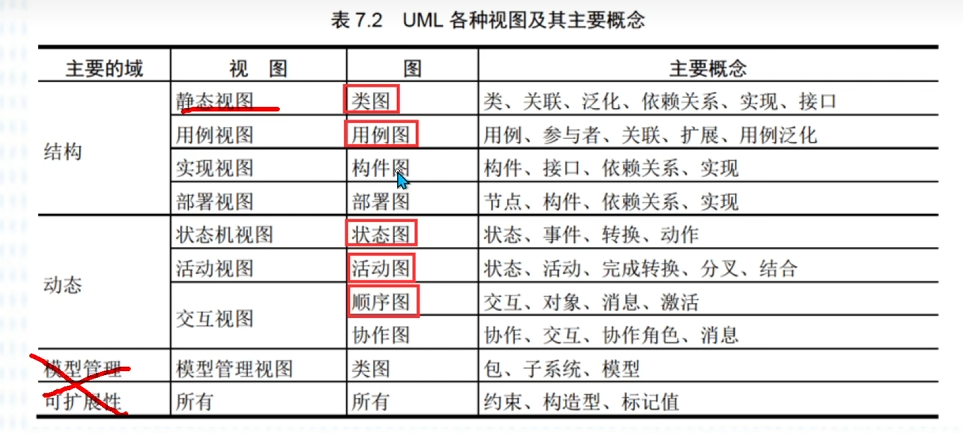 表 7.2 UML 各种视图及其主要概念
主要的域 视 图 图 主要概念
结构 静态视图 类图 类、关联、泛化、依赖关系、实现、接口
用例视图 用例图 用例、参与者、关联、扩展、用例泛化
实现视图 构件图 构件、接口、依赖关系、实现
部署视图 部署图 节点、构件、依赖关系、实现
动态 状态机视图 状态图 状态、事件、转换、动作
活动视图 活动图 状态、活动、完成转换、分叉、结合
交互视图 顺序图 交互、对象、消息、激活
协作图 协作、交互、协作角色、消息
模型管理 模型管理视图 类图 包、子系统、模型
可扩展性 所有 所有 约束、构造型、标记值